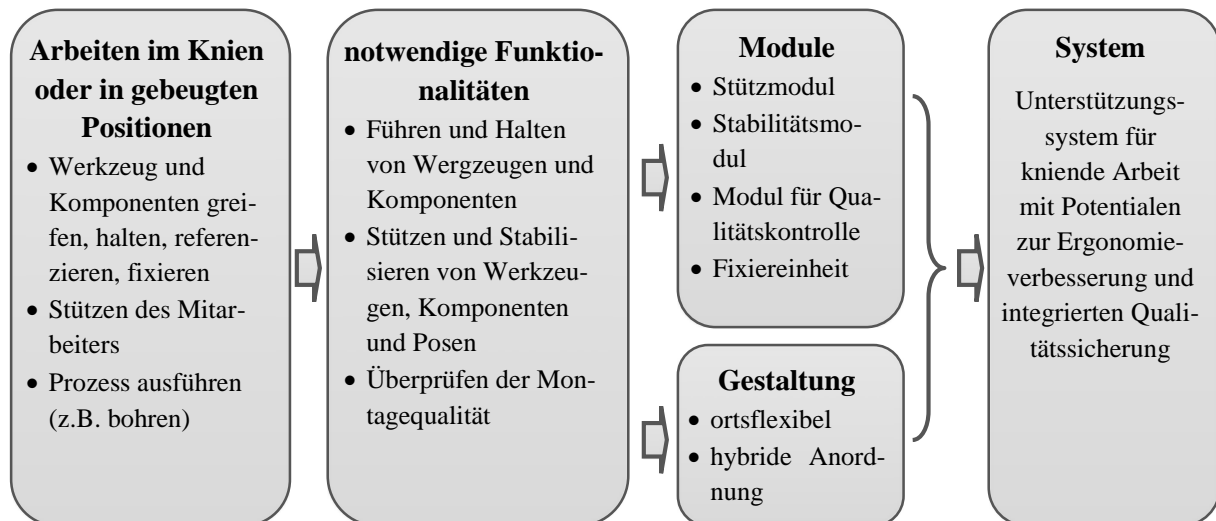 Arbeiten im Knien
oder in gebeugten
Positionen
• Werkzeug und
Komponenten grei-
fen, halten, referen-
zieren, fixieren
• Stützen des Mitar-
beiters
• Prozess ausführen
(z.B. bohren)
notwendige Funktio-
nalitäten
• Führen und Halten
von Wergzeugen und
Komponenten
• Stützen und Stabili-
sieren von Werkzeu-
gen, Komponenten
und Posen
• Überprüfen der Mon-
tagequalität
Module
• Stützmodul
• Stabilitätsmo-
dul
• Modul für Qua-
litätskontrolle
• Fixiereinheit
Gestaltung
• ortsflexibel
• hybride Anord-
nung
System
Unterstützungs-
system für
kniende Arbeit
mit Potentialen
zur Ergonomie-
verbesserung und
integrierten Quali-
tätssicherung